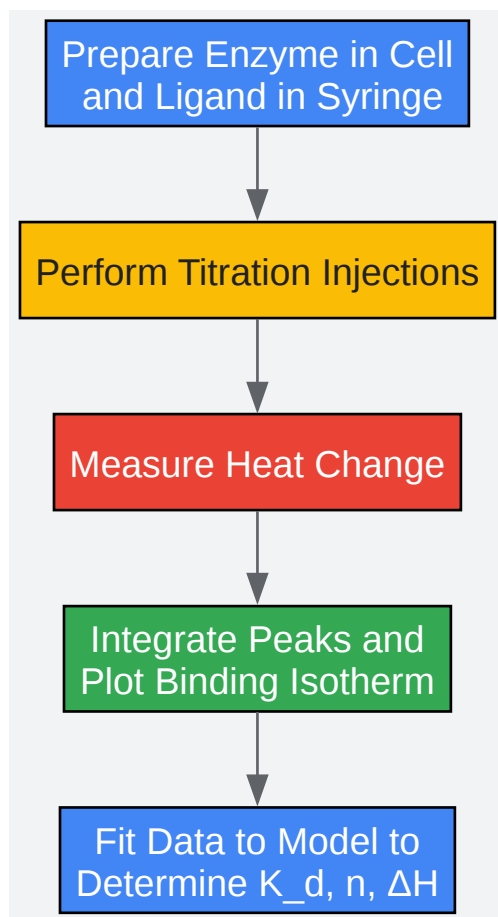 Prepare Enzyme in Cell
and Ligand in Syringe
Perform Titration Injections
Measure Heat Change
Integrate Peaks and
Plot Binding Isotherm
Fit Data to Model to
Determine K_d, n, ΔH